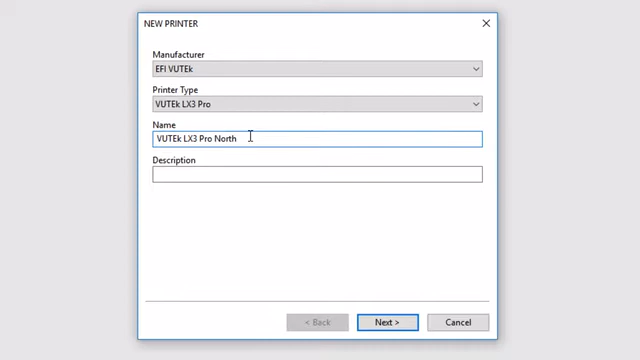 NEW PRINTER
Manufacturer
EFI VUTEk
Printer Type
VUTEk LX3 Pro
Name
VUTEk LX3 Pro North
Description
< Back
Next >
Cancel